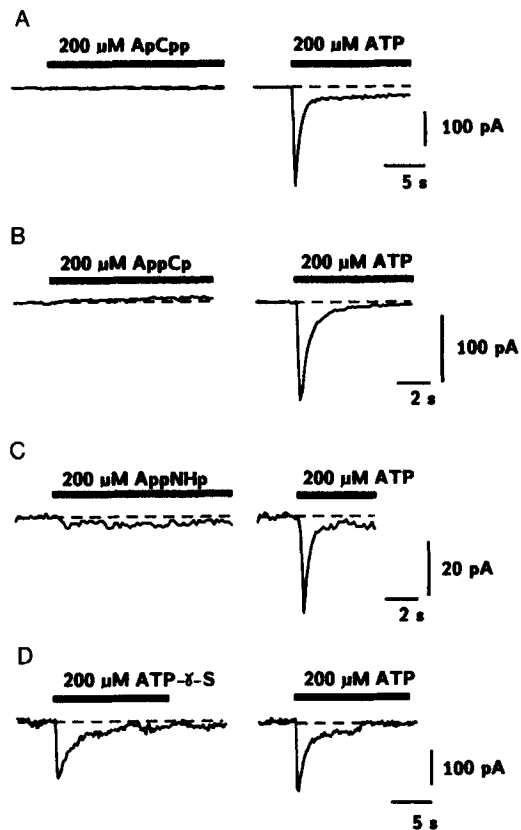 A
200 μM ApCpp
200 μM ATP
100 pA
5 s
B
200 μM AppCp
200 μM ATP
100 pA
2 s
C
200 μM AppNHp
200 μM ATP
20 pA
2 s
D
200 μM ATP-ɣ-S
200 μM ATP
100 pA
5 s